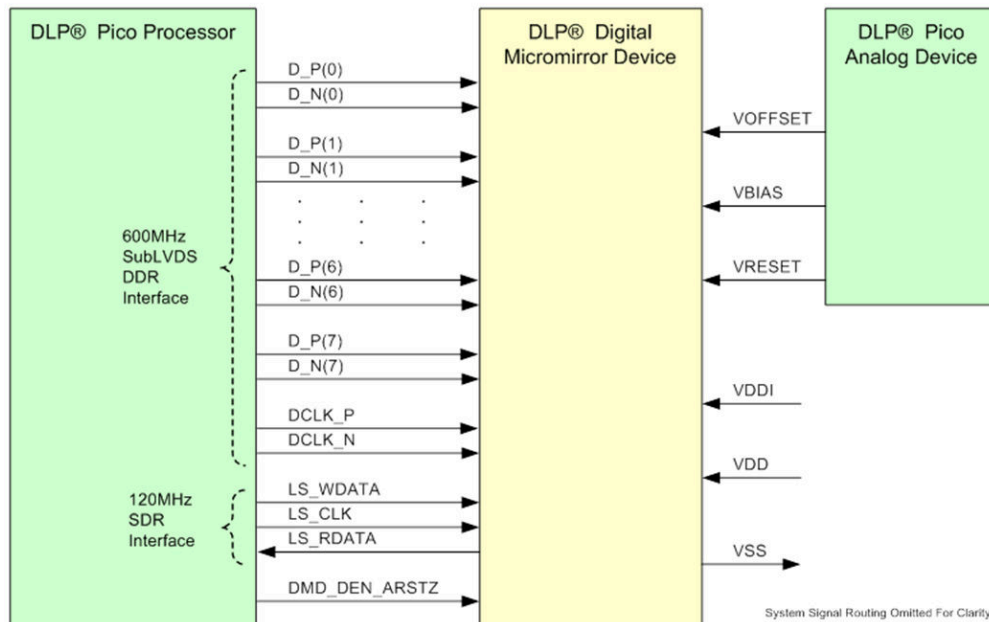 DLP® Pico Processor
D_P(0)
D_N(0)
D_P(1)
D_N(1)
D_P(6)
D_N(6)
D_P(7)
D_N(7)
DCLK_P
DCLK_N
600MHz
SubLVDS
DDR
Interface
LS_WDATA
LS_CLK
LS_RDATA
120MHz
SDR
Interface
DMD_DEN_ARSTZ
DLP® Digital
Micromirror Device
DLP® Pico
Analog Device
VOFFSET
VBIAS
VRESET
VDDI
VDD
VSS
System Signal Routing Omitted For Clarity